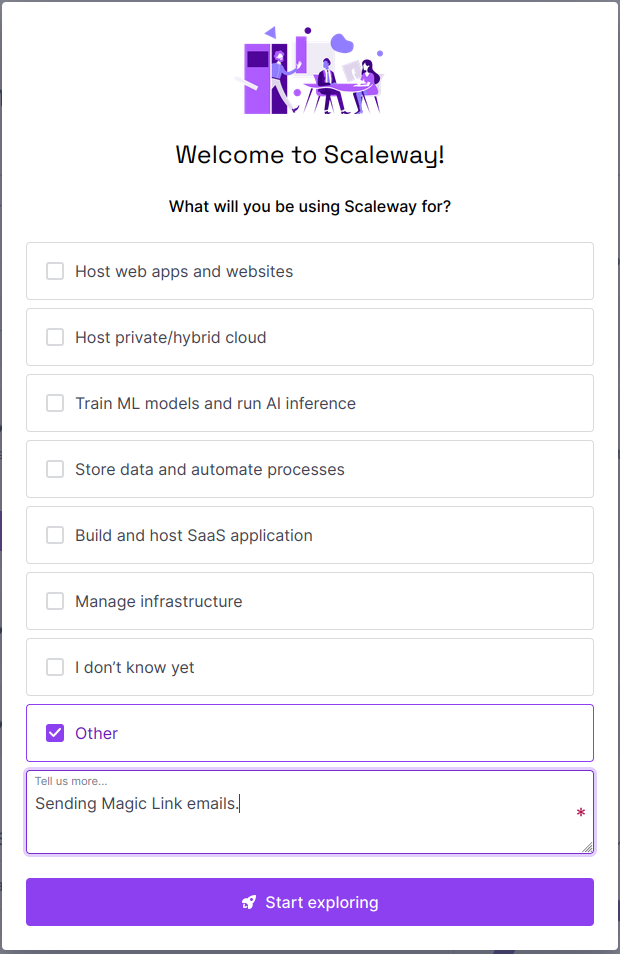 Welcome to Scaleway!
What will you be using Scaleway for?
Host web apps and websites
Host private/hybrid cloud
Train ML models and run AI inference
Store data and automate processes
Build and host SaaS application
Manage infrastructure
I don’t know yet
Other
Tell us more...
Sending Magic Link emails.
*
Start exploring